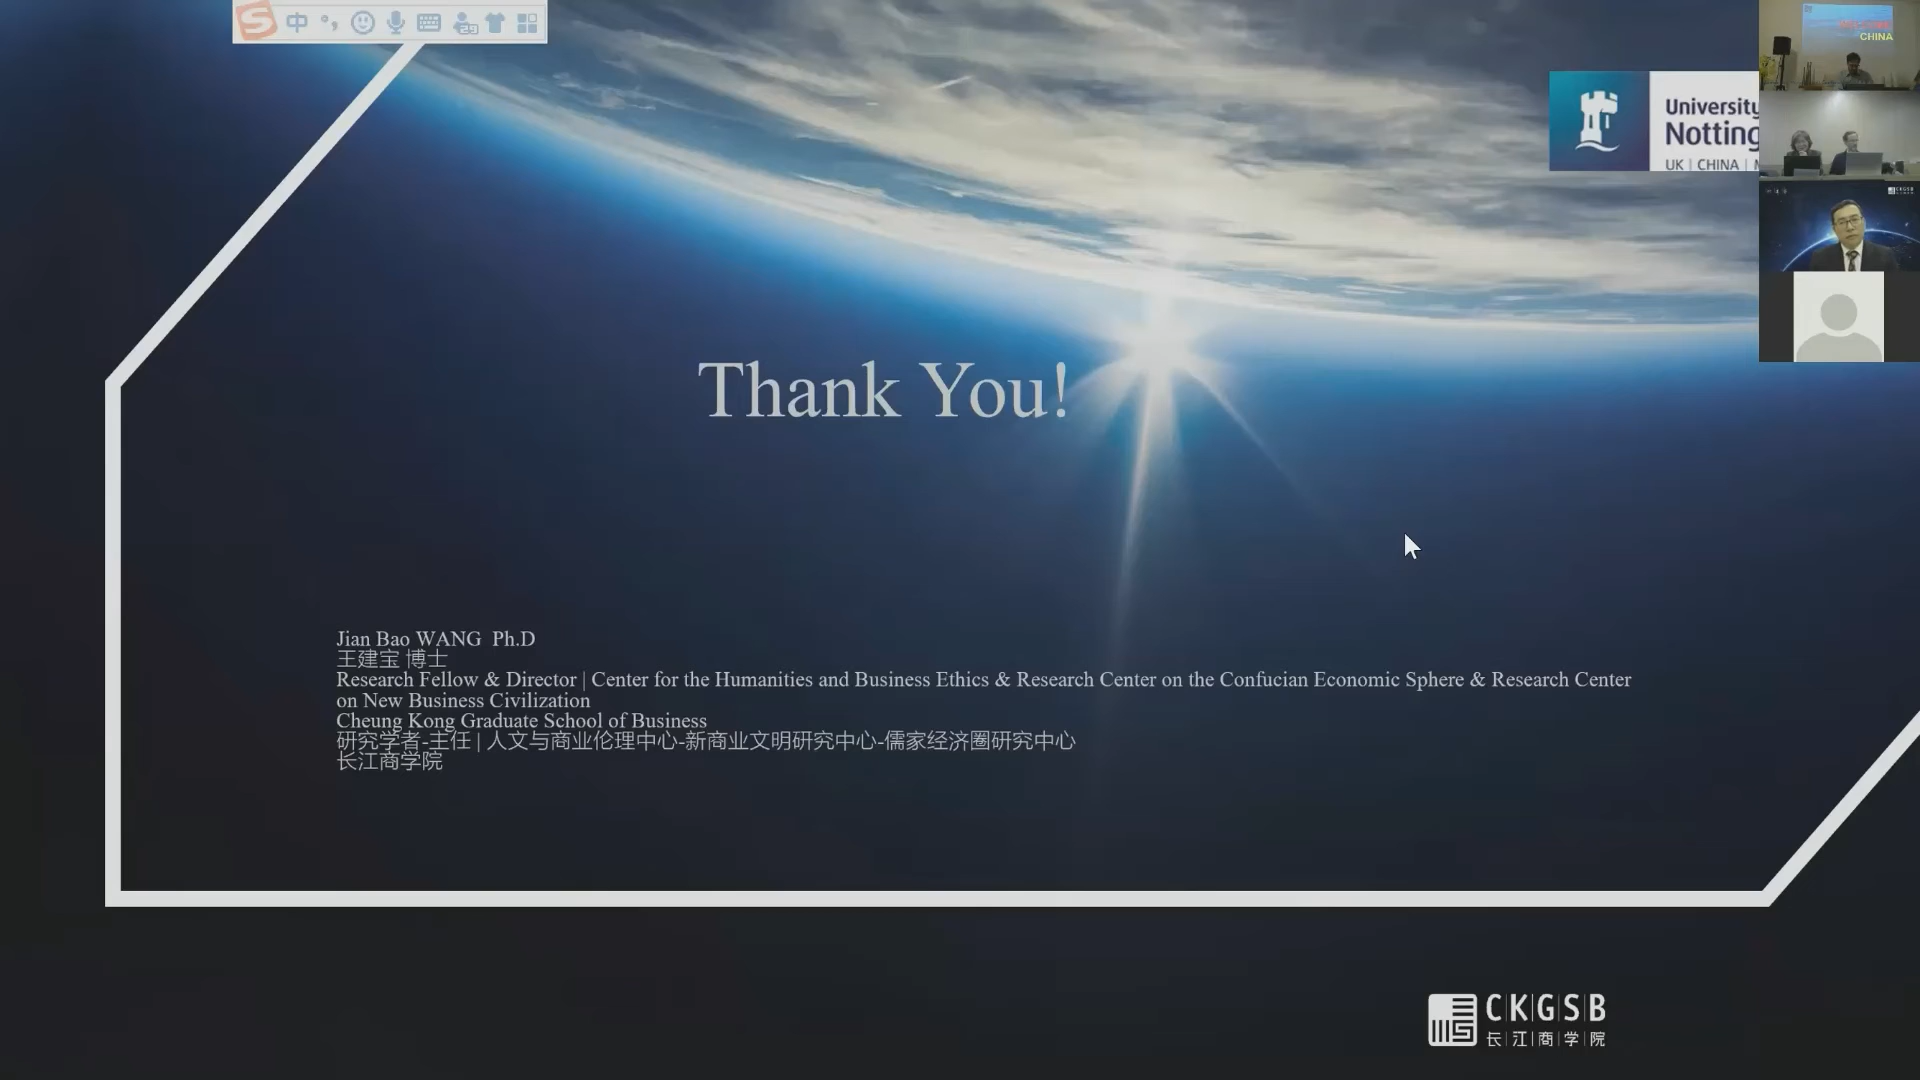 中
29
University
Notting
UK | CHINA |
CHINA
CKGSB
Thank You!
Jian Bao WANG Ph.D
王建宝 博士
Research Fellow & Director | Center for the Humanities and Business Ethics & Research Center on the Confucian Economic Sphere & Research Center
on New Business Civilization
Cheung Kong Graduate School of Business
研究学者-主任 | 人文与商业伦理中心-新商业文明研究中心-儒家经济圈研究中心
长江商学院
C|K|G|S|B
长|江|商|学|院